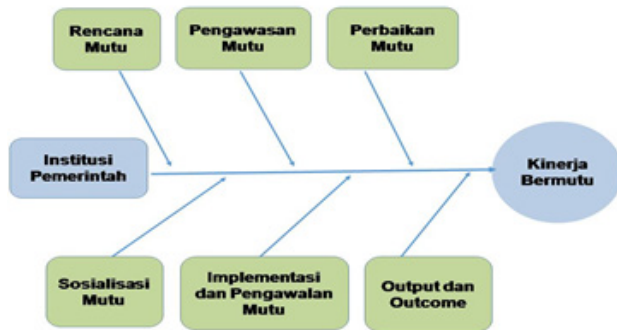 Rencana
Mutu
Pengawasan
Mutu
Perbaikan
Mutu
Institusi
Pemerintah
Kinerja
Bermutu
Sosialisasi
Mutu
Implementasi
dan Pengawalan
Mutu
Output dan
Outcome